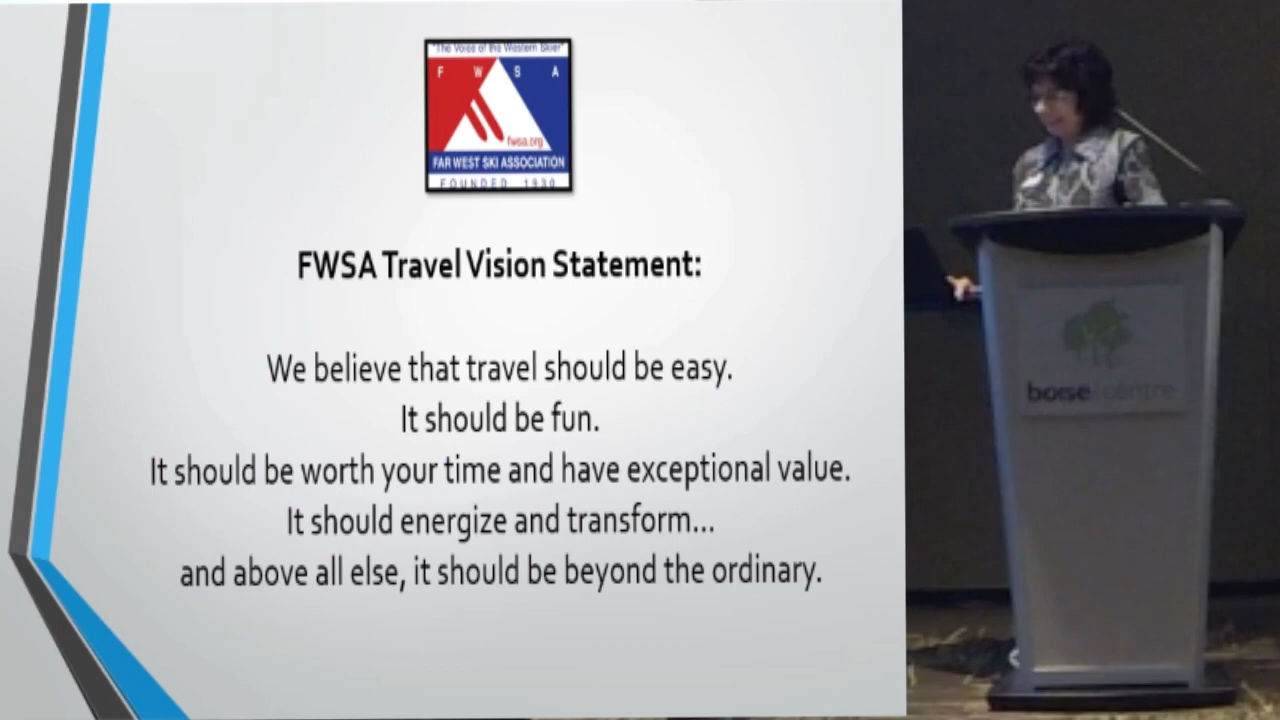 "The Voice of the Western Skier"
F W S A
fwsa.org
FAR WEST SKI ASSOCIATION
FOUNDED 1930
FWSA Travel Vision Statement:
We believe that travel should be easy.
It should be fun.
It should be worth your time and have exceptional value.
It should energize and transform...
and above all else, it should be beyond the ordinary.
boise centre